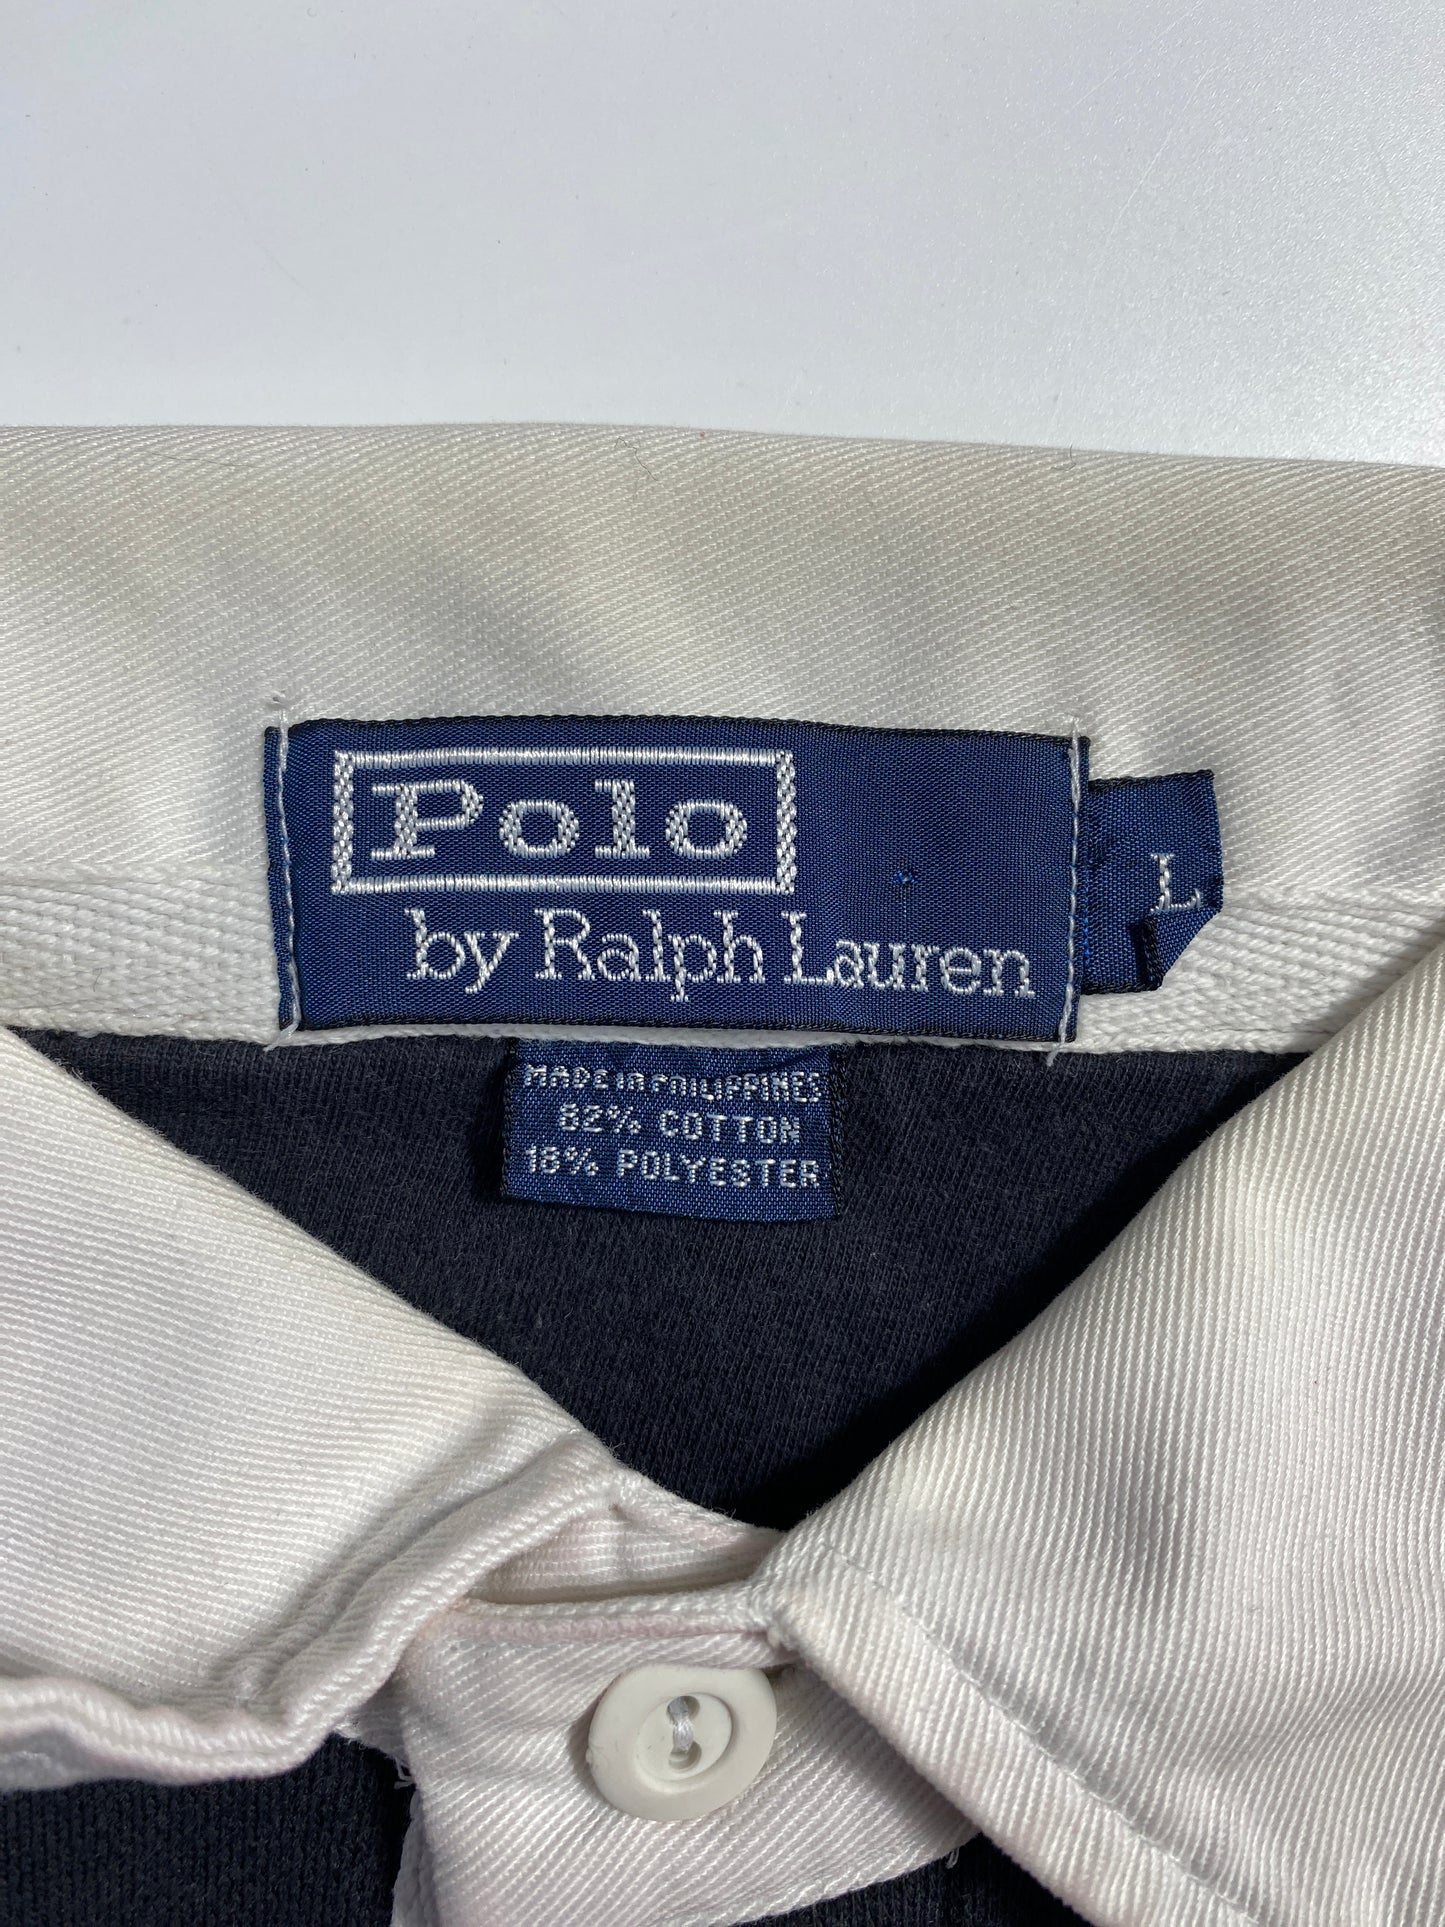 Polo
by Ralph Lauren
L
MADE IN PHILIPPINES
82% COTTON
18% POLYESTER